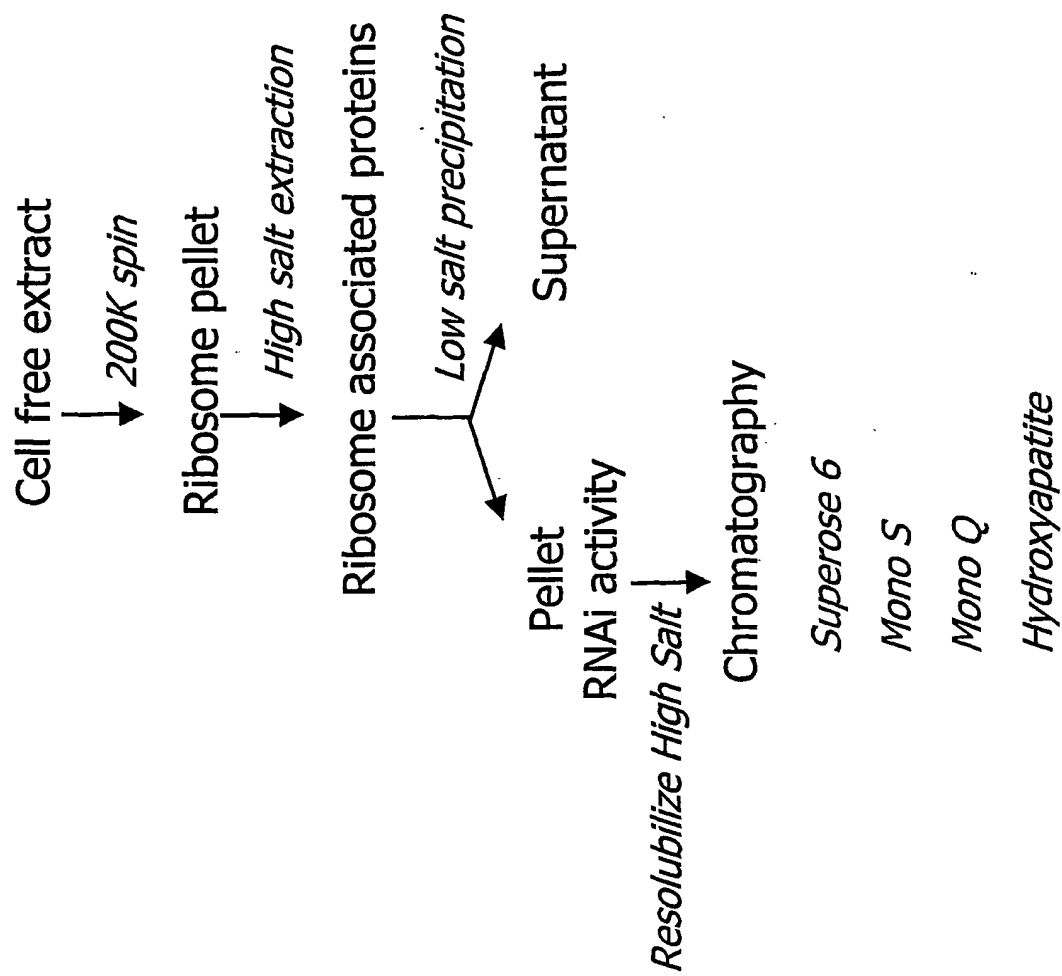 Cell free extract
200K spin
Ribosome pellet
High salt extraction
Ribosome associated proteins
Low salt precipitation
Pellet
RNAi activity
Supernatant
Resolubilize High Salt
Chromatography
Superose 6
Mono S
Mono Q
Hydroxyapatite